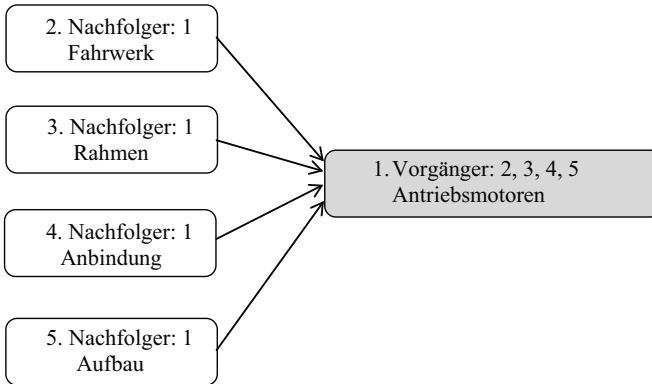 2. Nachfolger: 1
Fahrwerk
3. Nachfolger: 1
Rahmen
1. Vorgänger: 2, 3, 4, 5
Antriebsmotoren
4. Nachfolger: 1
Anbindung
5. Nachfolger: 1
Aufbau